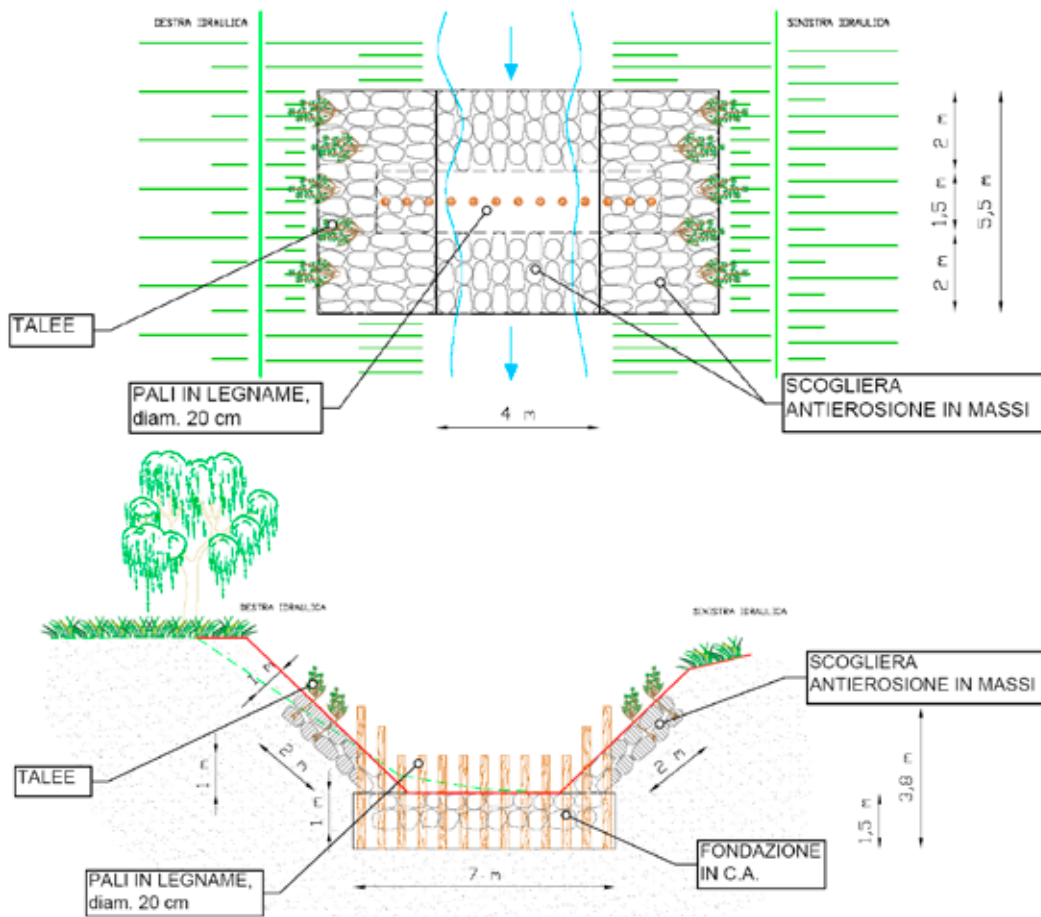 DESTRA IDRAULICA
SINISTRA IDRAULICA
2 m
1,5 m
5,5 m
2 m
TALEE
PALI IN LEGNAME,
diam. 20 cm
4 m
SCOGLIERA
ANTIEROSIONE IN MASSI
DESTRA IDRAULICA
SINISTRA IDRAULICA
SCOGLIERA
ANTIEROSIONE IN MASSI
1 m
TALEE
1 m
2 m
1 m
2 m
1,5 m
3,8 m
PALI IN LEGNAME,
diam. 20 cm
7 m
FONDAZIONE
IN C.A.